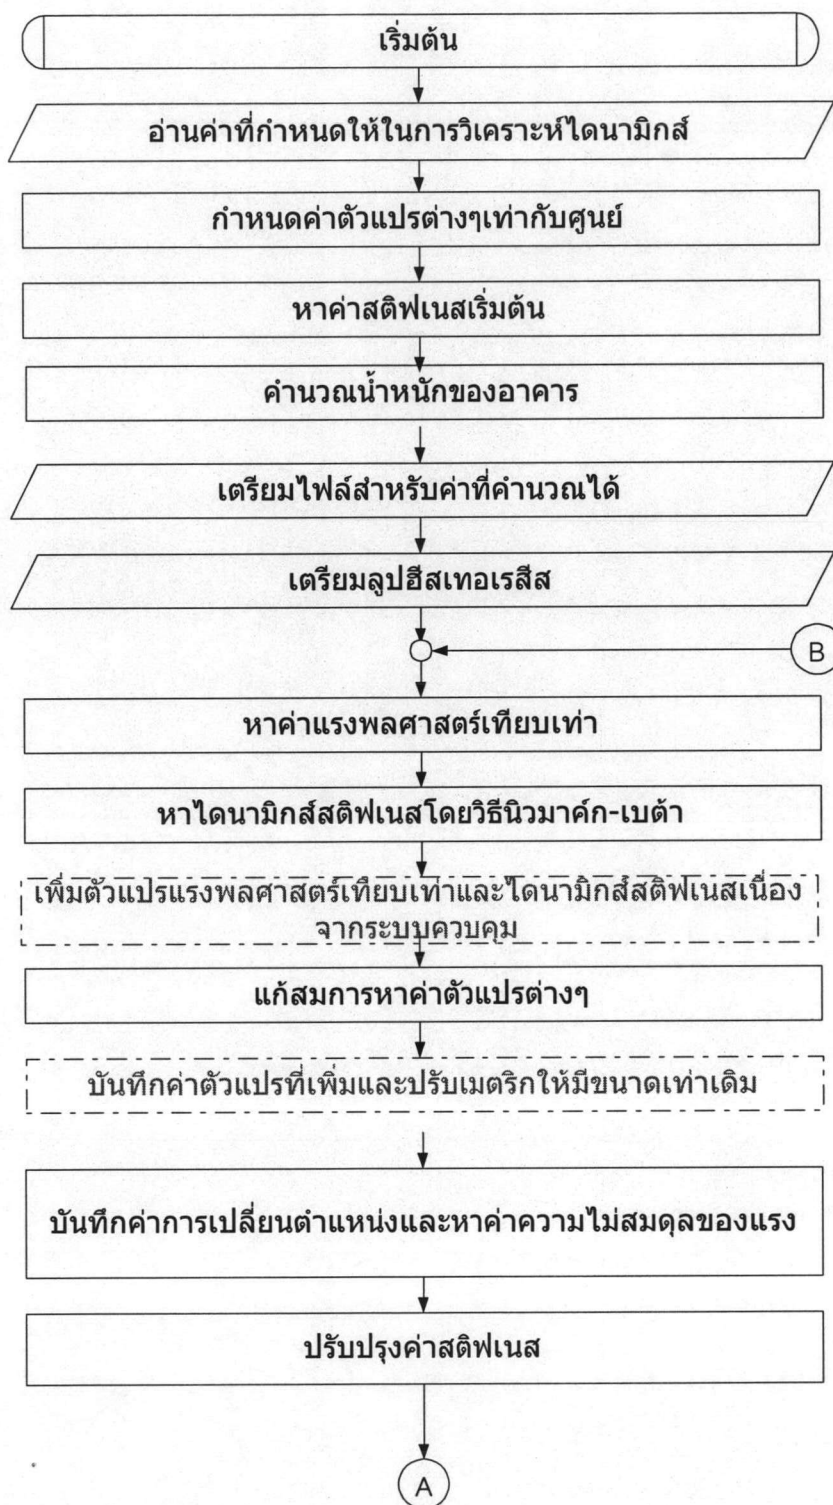 เริ่มต้น
อ่านค่าที่กำหนดให้ในการวิเคราะห์ไดนามิกส์
กำหนดค่าตัวแปรต่างๆเท่ากับศูนย์
หาค่าสติฟเนสเริ่มต้น
คำนวณน้ำหนักของอาคาร
เตรียมไฟล์สำหรับค่าที่คำนวณได้
เตรียมลูปฮีสเทอเรสีส
B
หาค่าแรงพลศาสตร์เทียบเท่า
หาไดนามิกส์สติฟเนสโดยวิธีนิวมาค์ก-เบต้า
เพิ่มตัวแปรแรงพลศาสตร์เทียบเท่าและไดนามิกส์สติฟเนสเนื่อง
จากระบบควบคุม
แก้สมการหาค่าตัวแปรต่างๆ
บันทึกค่าตัวแปรที่เพิ่มและปรับเมตริกให้มีขนาดเท่าเดิม
บันทึกค่าการเปลี่ยนตำแหน่งและหาค่าความไม่สมดุลของแรง
ปรับปรุงค่าสติฟเนส
A